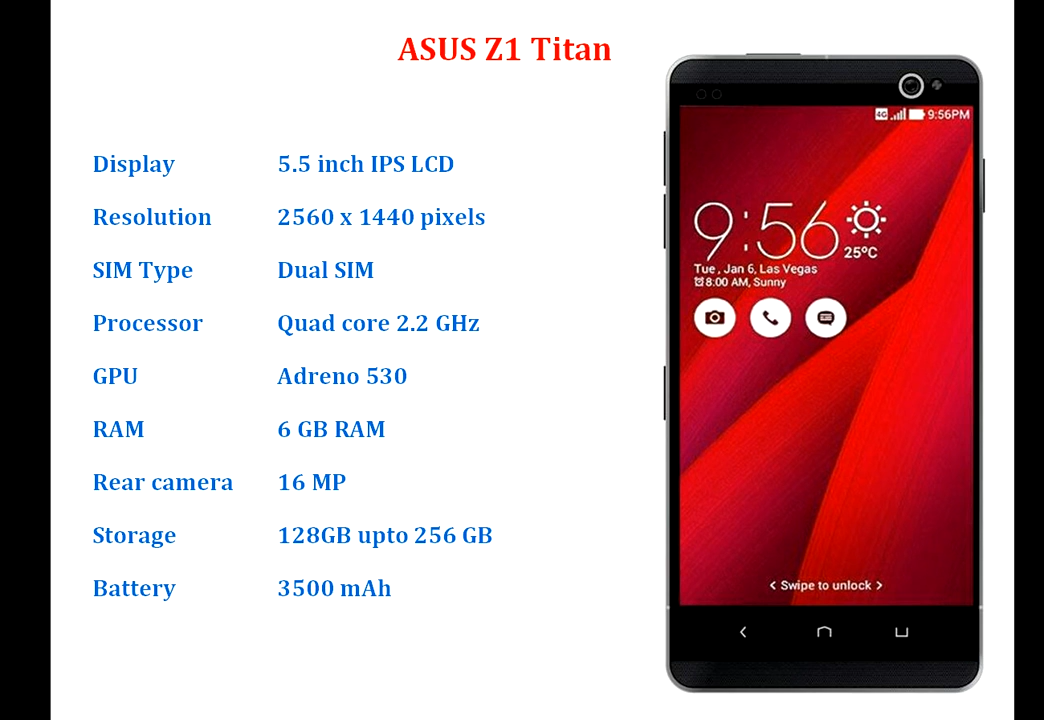 ASUS Z1 Titan
Display 5.5 inch IPS LCD
Resolution 2560 x 1440 pixels
SIM Type Dual SIM
Processor Quad core 2.2 GHz
GPU Adreno 530
RAM 6 GB RAM
Rear camera 16 MP
Storage 128GB upto 256 GB
Battery 3500 mAh
4G 9:56PM
9:56
25°C
Tue , Jan 6, Las Vegas
8:00 AM, Sunny
< Swipe to unlock >